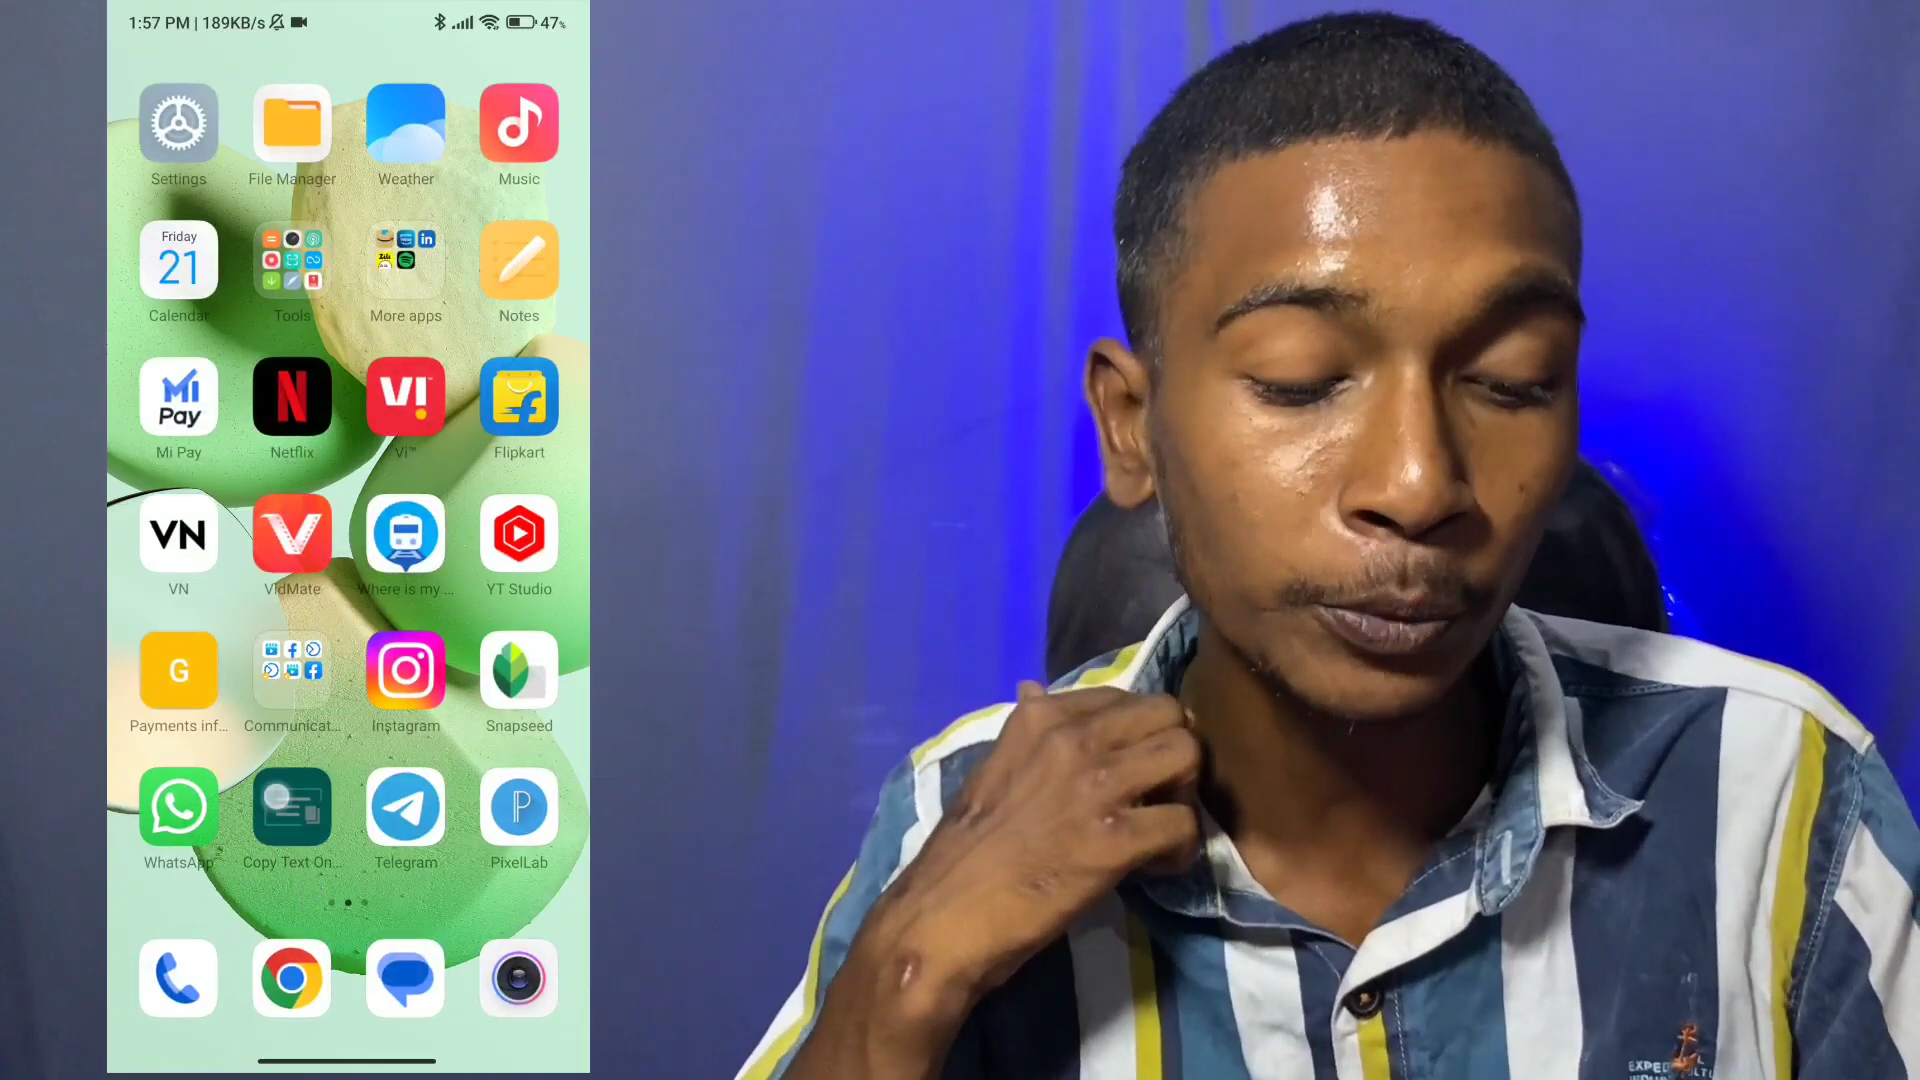 1:57 PM | 189KB/s 47%
Settings File Manager Weather Music
Friday
21
Calendar Tools More apps Notes
in
Mi
Pay
N
VI
Mi Pay Netflix Vi™ Flipkart
VN
VN VidMate Where is my ... YT Studio
G
Payments inf... Communicat... Instagram Snapseed
P
WhatsApp Copy Text On... Telegram PixelLab